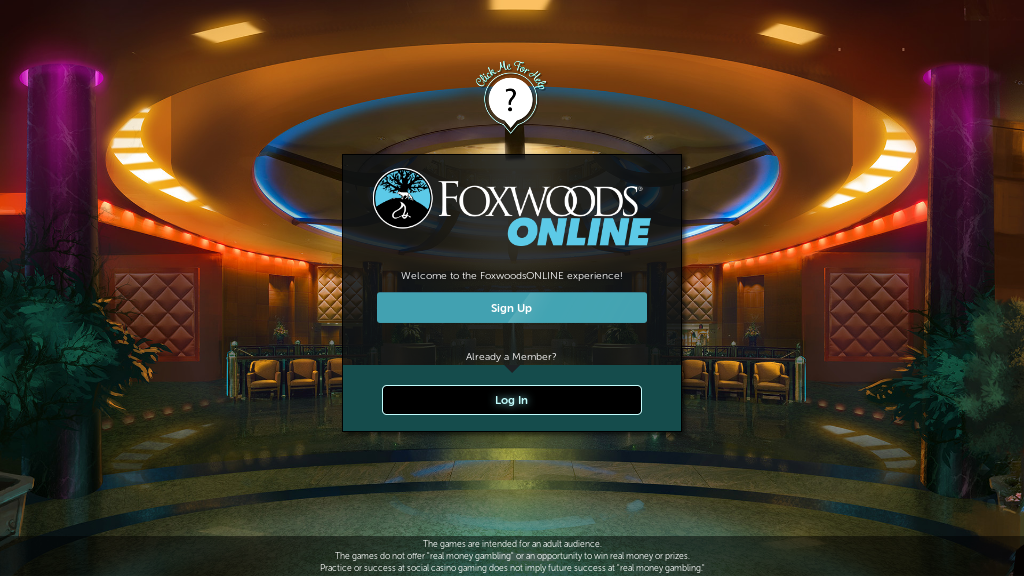 Click Me For Help
?
FOXWOODS®
ONLINE
Welcome to the FoxwoodsONLINE experience!
Sign Up
Already a Member?
Log In
The games are intended for an adult audience.
The games do not offer "real money gambling" or an opportunity to win real money or prizes.
Practice or success at social casino gaming does not imply future success at "real money gambling."